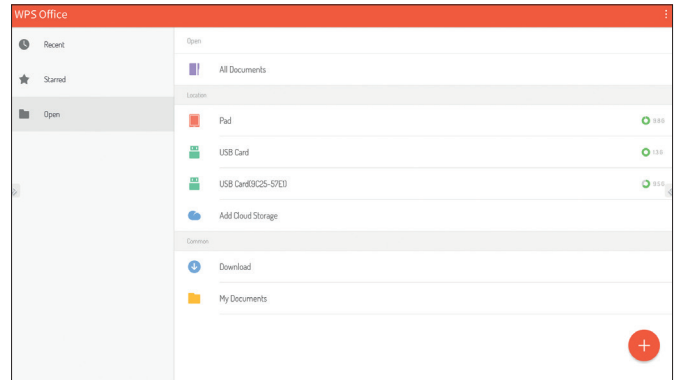 WPS Office
Recent
Starred
Open
Open
All Documents
Location
Pad
USB Card
USB Card(9C25-57E1)
Add Cloud Storage
Common
Download
My Documents